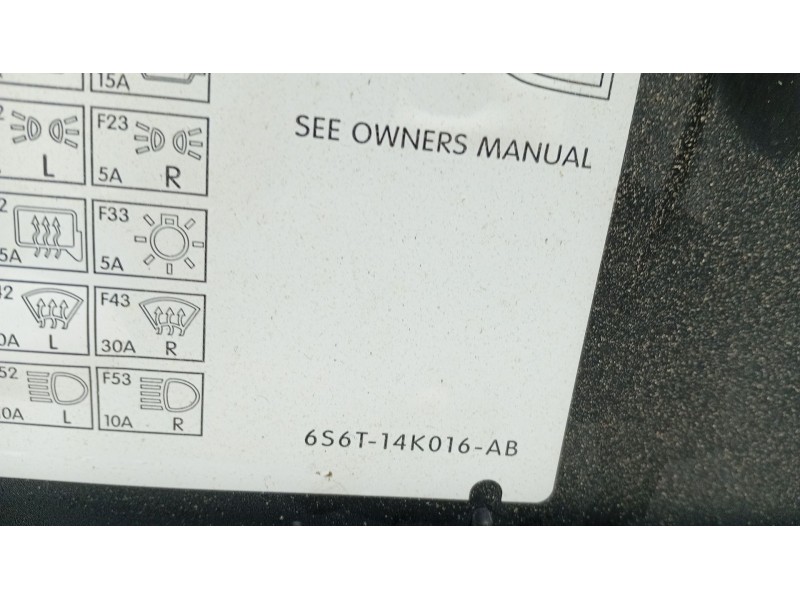 15A
F23
L
5A R
SEE OWNERS MANUAL
F33
5A
F43
L
30A R
F53
L
10A R
6S6T-14K016-AB